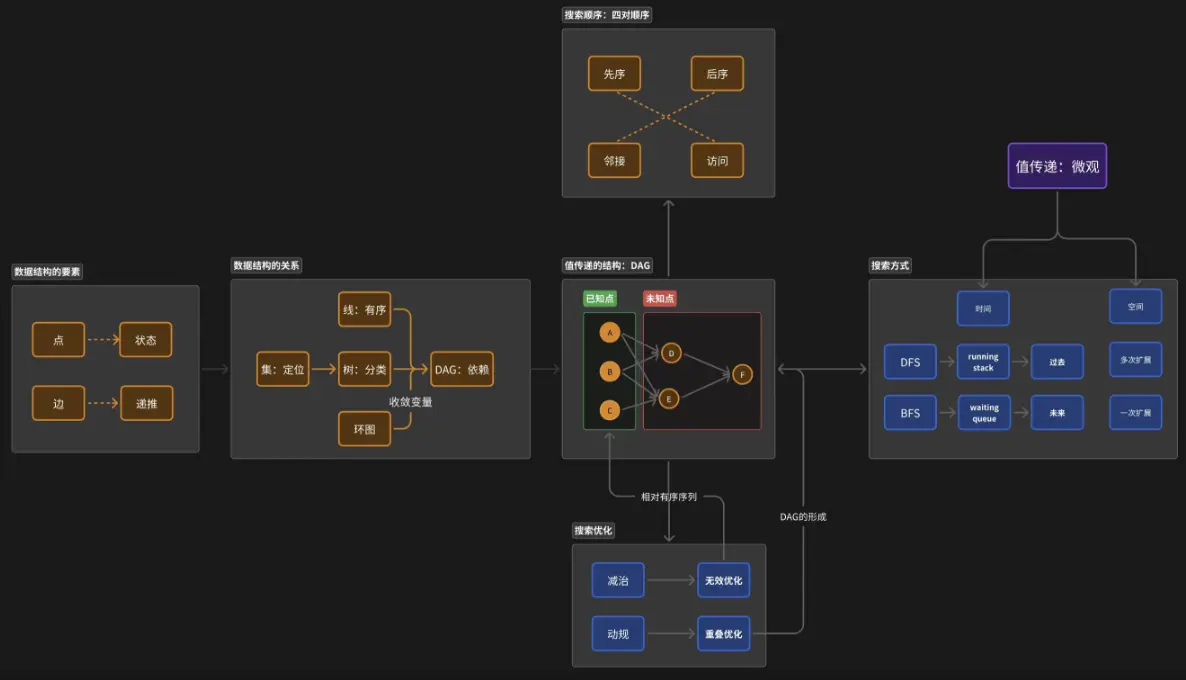 搜索顺序：四对顺序
先序
后序
邻接
访问
值传递：微观
数据结构的要素
点
状态
边
递推
数据结构的关系
线：有序
集：定位
树：分类
DAG：依赖
收敛变量
环图
值传递的结构：DAG
已知点
未知点
A
B
C
D
E
F
搜索方式
时间
空间
DFS
running
stack
过去
多次扩展
BFS
waiting
queue
未来
一次扩展
相对有序序列
DAG的形成
搜索优化
减治
无效优化
动规
重叠优化